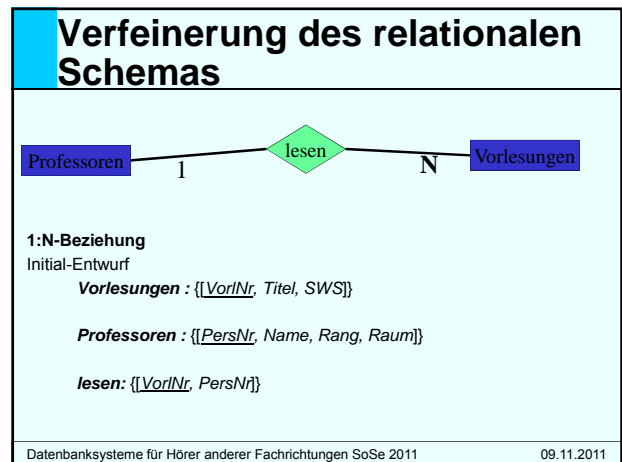 Verfeinerung des relationalen
Schemas
Professoren
1
lesen
N
Vorlesungen
1:N-Beziehung
Initial-Entwurf
Vorlesungen : {[VorlNr, Titel, SWS]}
Professoren : {[PersNr, Name, Rang, Raum]}
lesen: {[VorlNr, PersNr]}
Datenbanksysteme für Hörer anderer Fachrichtungen SoSe 2011 09.11.2011